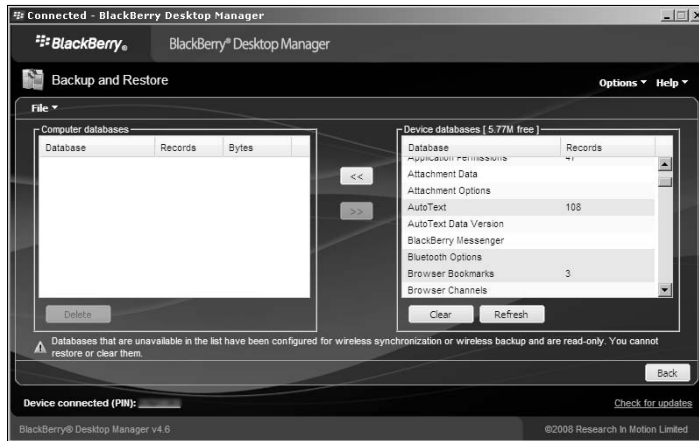 Connected - BlackBerry Desktop Manager
BlackBerry® BlackBerry® Desktop Manager
Backup and Restore Options Help
File
Computer databases
Database Records Bytes
Delete
<<
>>
Device databases [ 5.77M free ]
Database Records
Application Permissions 47
Attachment Data
Attachment Options
AutoText 108
AutoText Data Version
BlackBerry Messenger
Bluetooth Options
Browser Bookmarks 3
Browser Channels
Clear Refresh
Databases that are unavailable in the list have been configured for wireless synchronization or wireless backup and are read-only. You cannot
restore or clear them.
Back
Device connected (PIN): Check for updates
BlackBerry® Desktop Manager v4.6 ©2008 Research In Motion Limited